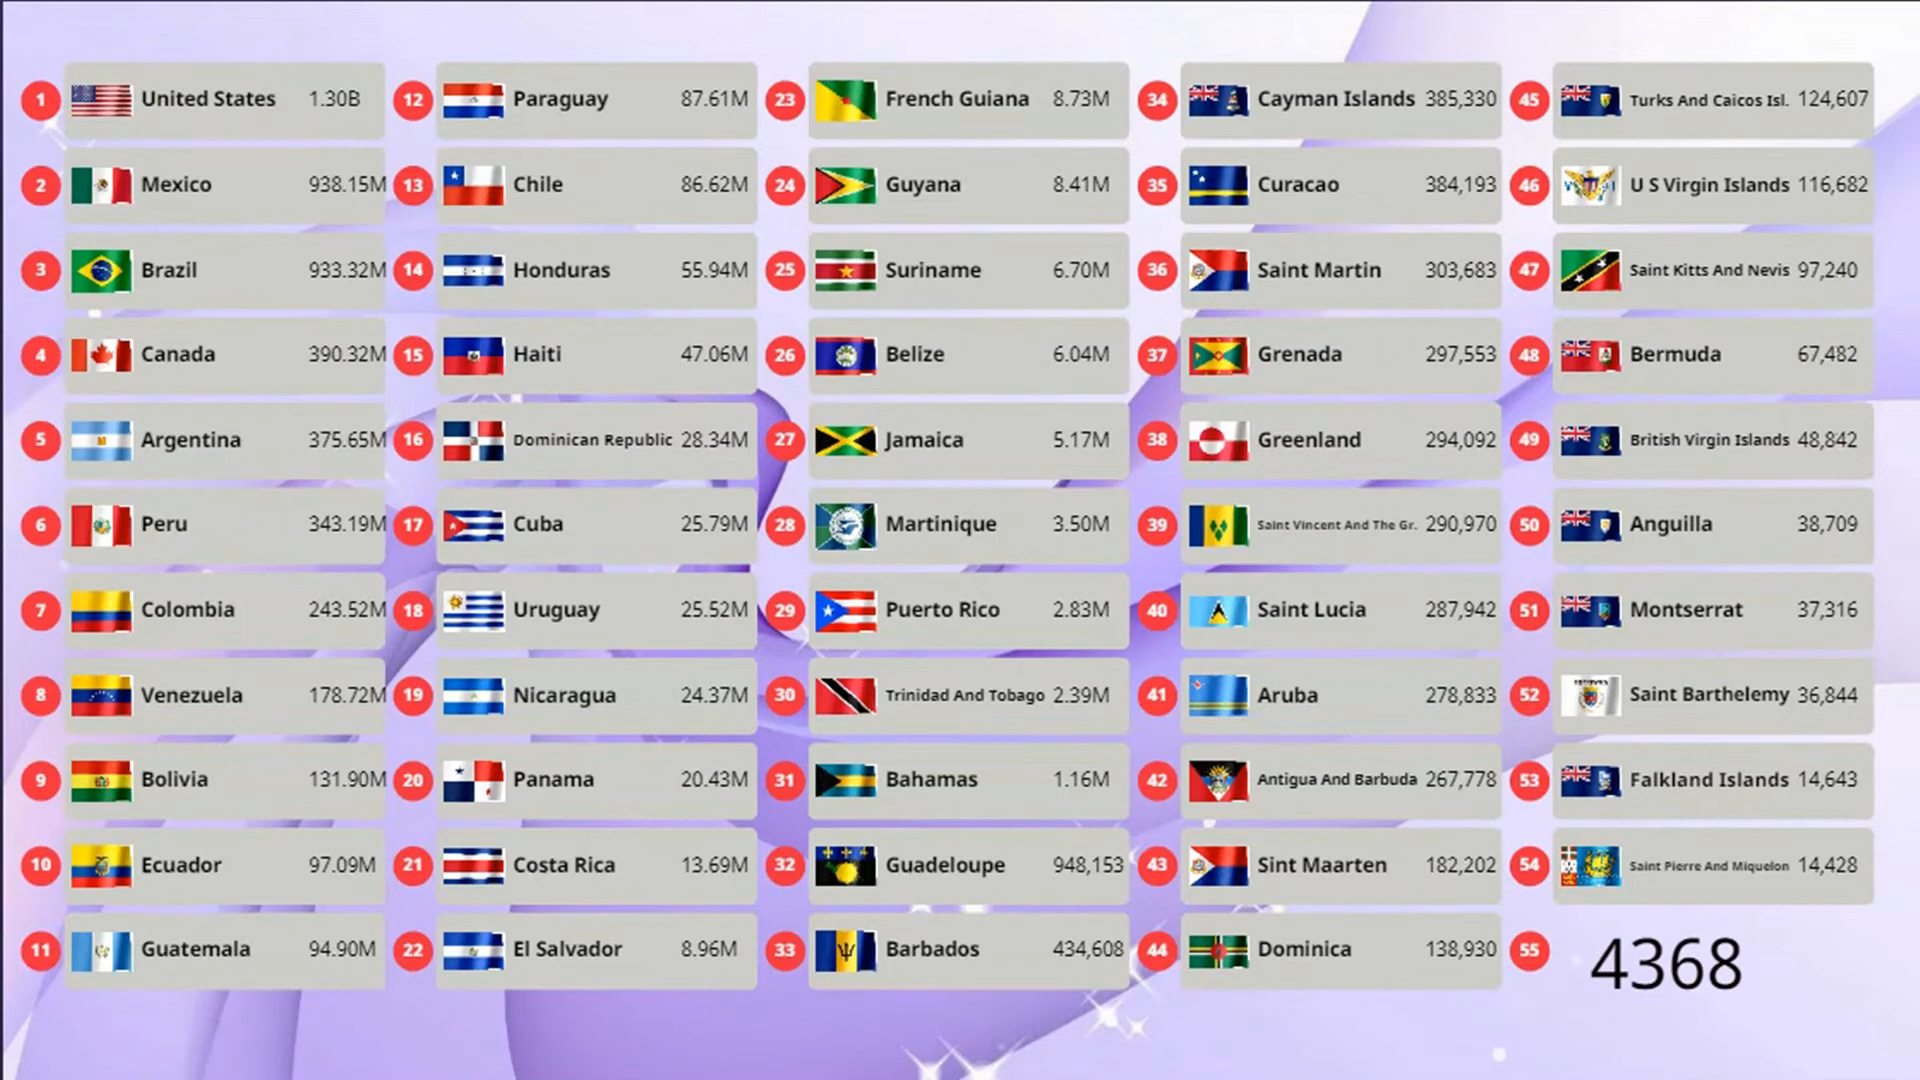 1 United States 1.30B
2 Mexico 938.15M
3 Brazil 933.32M
4 Canada 390.32M
5 Argentina 375.65M
6 Peru 343.19M
7 Colombia 243.52M
8 Venezuela 178.72M
9 Bolivia 131.90M
10 Ecuador 97.09M
11 Guatemala 94.90M
12 Paraguay 87.61M
13 Chile 86.62M
14 Honduras 55.94M
15 Haiti 47.06M
16 Dominican Republic 28.34M
17 Cuba 25.79M
18 Uruguay 25.52M
19 Nicaragua 24.37M
20 Panama 20.43M
21 Costa Rica 13.69M
22 El Salvador 8.96M
23 French Guiana 8.73M
24 Guyana 8.41M
25 Suriname 6.70M
26 Belize 6.04M
27 Jamaica 5.17M
28 Martinique 3.50M
29 Puerto Rico 2.83M
30 Trinidad And Tobago 2.39M
31 Bahamas 1.16M
32 Guadeloupe 948,153
33 Barbados 434,608
34 Cayman Islands 385,330
35 Curacao 384,193
36 Saint Martin 303,683
37 Grenada 297,553
38 Greenland 294,092
39 Saint Vincent And The Gr. 290,970
40 Saint Lucia 287,942
41 Aruba 278,833
42 Antigua And Barbuda 267,778
43 Sint Maarten 182,202
44 Dominica 138,930
45 Turks And Caicos Isl. 124,607
46 U S Virgin Islands 116,682
47 Saint Kitts And Nevis 97,240
48 Bermuda 67,482
49 British Virgin Islands 48,842
50 Anguilla 38,709
51 Montserrat 37,316
52 Saint Barthelemy 36,844
53 Falkland Islands 14,643
54 Saint Pierre And Miquelon 14,428
55 4368